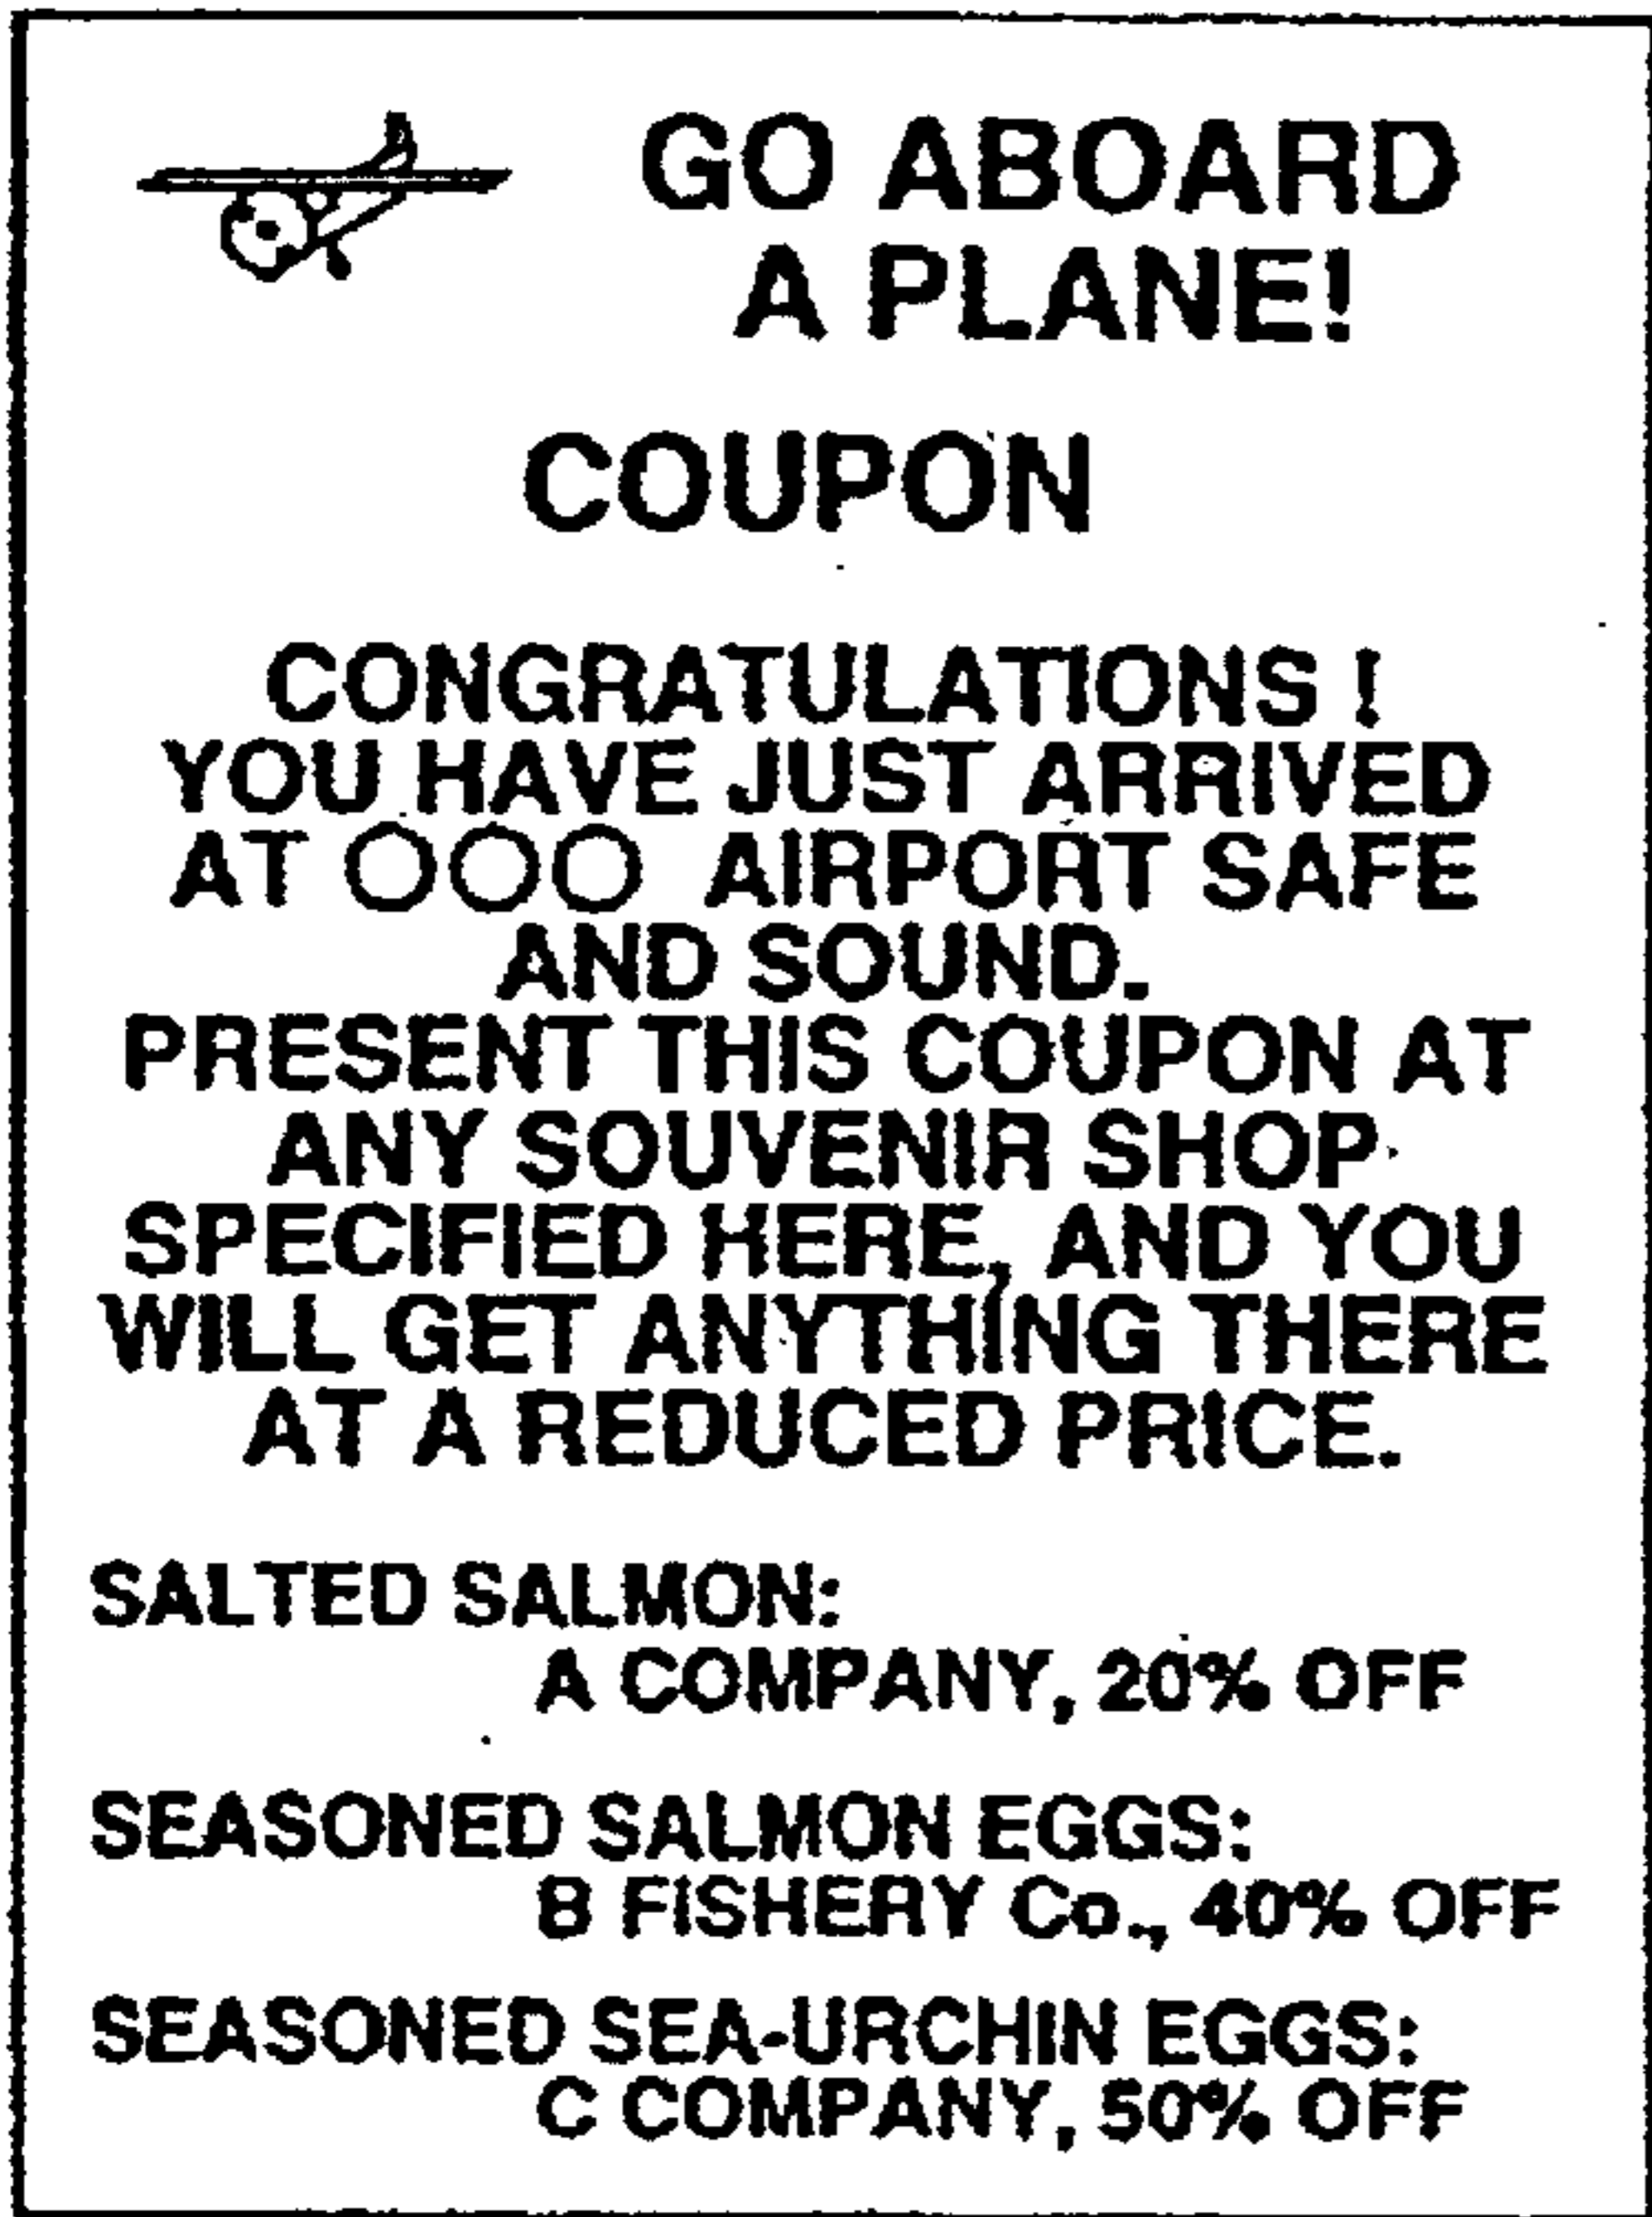 GO ABOARD
A PLANE!
COUPON
CONGRATULATIONS !
YOU HAVE JUST ARRIVED
AT ○○○ AIRPORT SAFE
AND SOUND.
PRESENT THIS COUPON AT
ANY SOUVENIR SHOP
SPECIFIED HERE, AND YOU
WILL GET ANYTHING THERE
AT A REDUCED PRICE.
SALTED SALMON:
A COMPANY, 20% OFF
SEASONED SALMON EGGS:
B FISHERY Co., 40% OFF
SEASONED SEA-URCHIN EGGS:
C COMPANY, 50% OFF